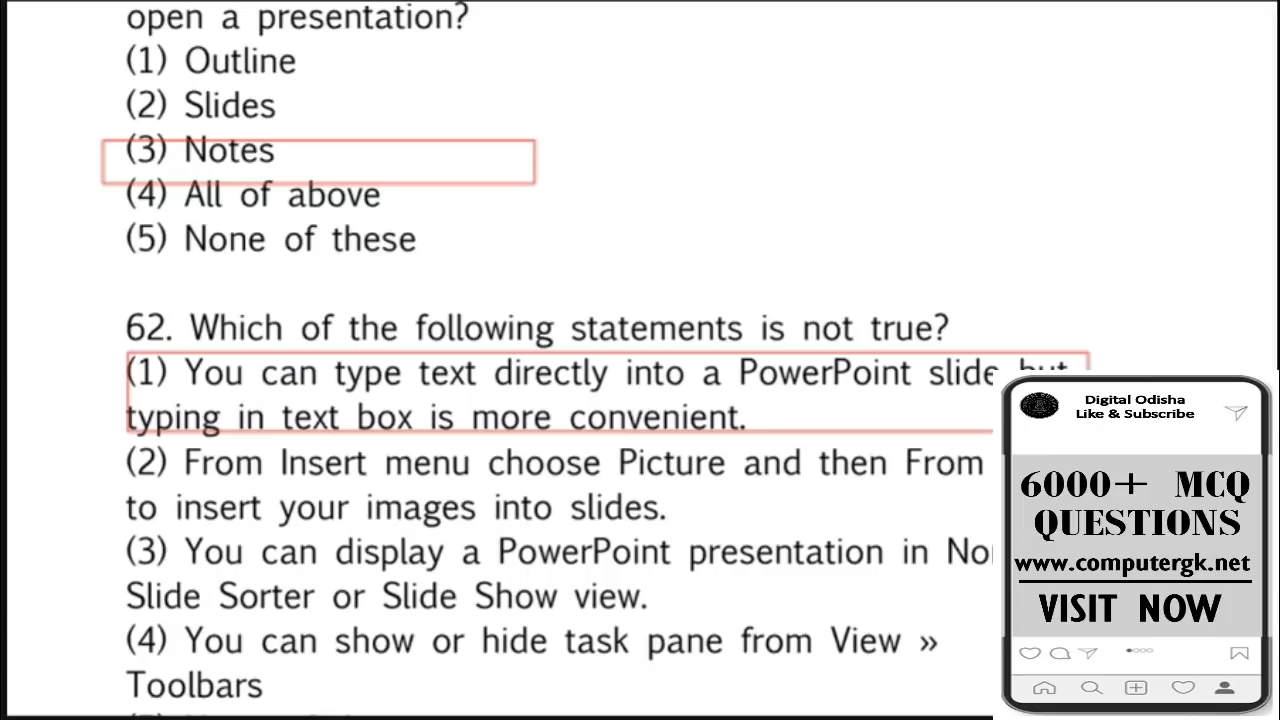 open a presentation?
(1) Outline
(2) Slides
(3) Notes
(4) All of above
(5) None of these
62. Which of the following statements is not true?
(1) You can type text directly into a PowerPoint slide but
typing in text box is more convenient.
(2) From Insert menu choose Picture and then From
to insert your images into slides.
(3) You can display a PowerPoint presentation in
Slide Sorter or Slide Show view.
(4) You can show or hide task pane from View »
Toolbars
Digital Odisha
Like & Subscribe
6000+ MCQ
QUESTIONS
www.computergk.net
VISIT NOW